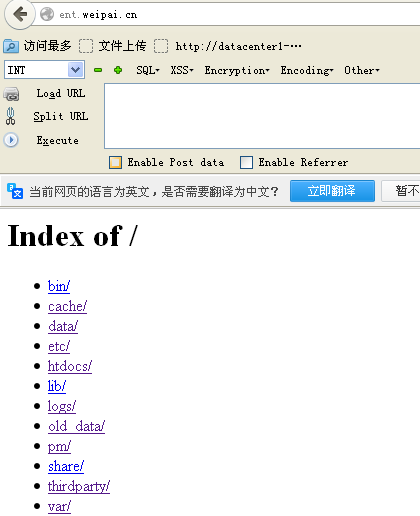 ent.weipai.cn
访问最多 文件上传 http://datacenter1-…
INT SQL XSS Encryption Encoding Other
Load URL
Split URL
Execute
Enable Post data Enable Referrer
当前网页的语言为英文，是否需要翻译为中文？ 立即翻译 暂不
Index of /
bin/
cache/
data/
etc/
htdocs/
lib/
logs/
old_data/
pm/
share/
thirdparty/
var/